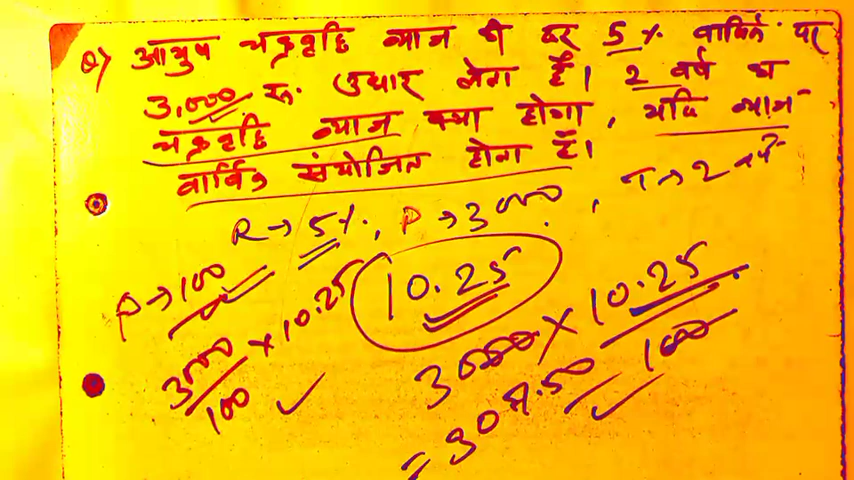 Q) आयुष चक्रवृद्धि ब्याज की दर 5 % वार्षिक पर
3,000 रू. उधार लेता है। 2 वर्ष का
चक्रवृद्धि ब्याज क्या होगा, यदि ब्याज
वार्षिक संयोजित होता है।
R → 5%, P → 3000, T → 2 वर्ष
P → 100
10.25
3000/100 × 10.25
3000 × 10.25/100
= 307.50